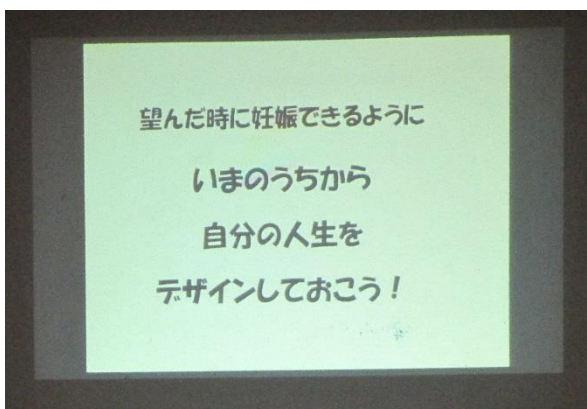 望んだ時に妊娠できるように
いまのうちから
自分の人生を
デザインしておこう！